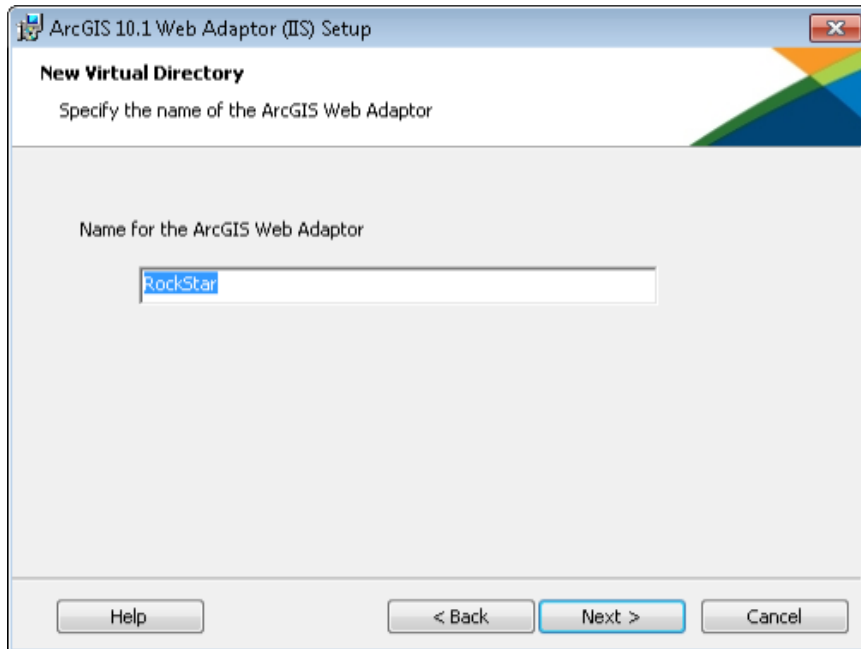 ArcGIS 10.1 Web Adaptor (IIS) Setup
New Virtual Directory
Specify the name of the ArcGIS Web Adaptor
Name for the ArcGIS Web Adaptor
RockStar
Help
< Back
Next >
Cancel